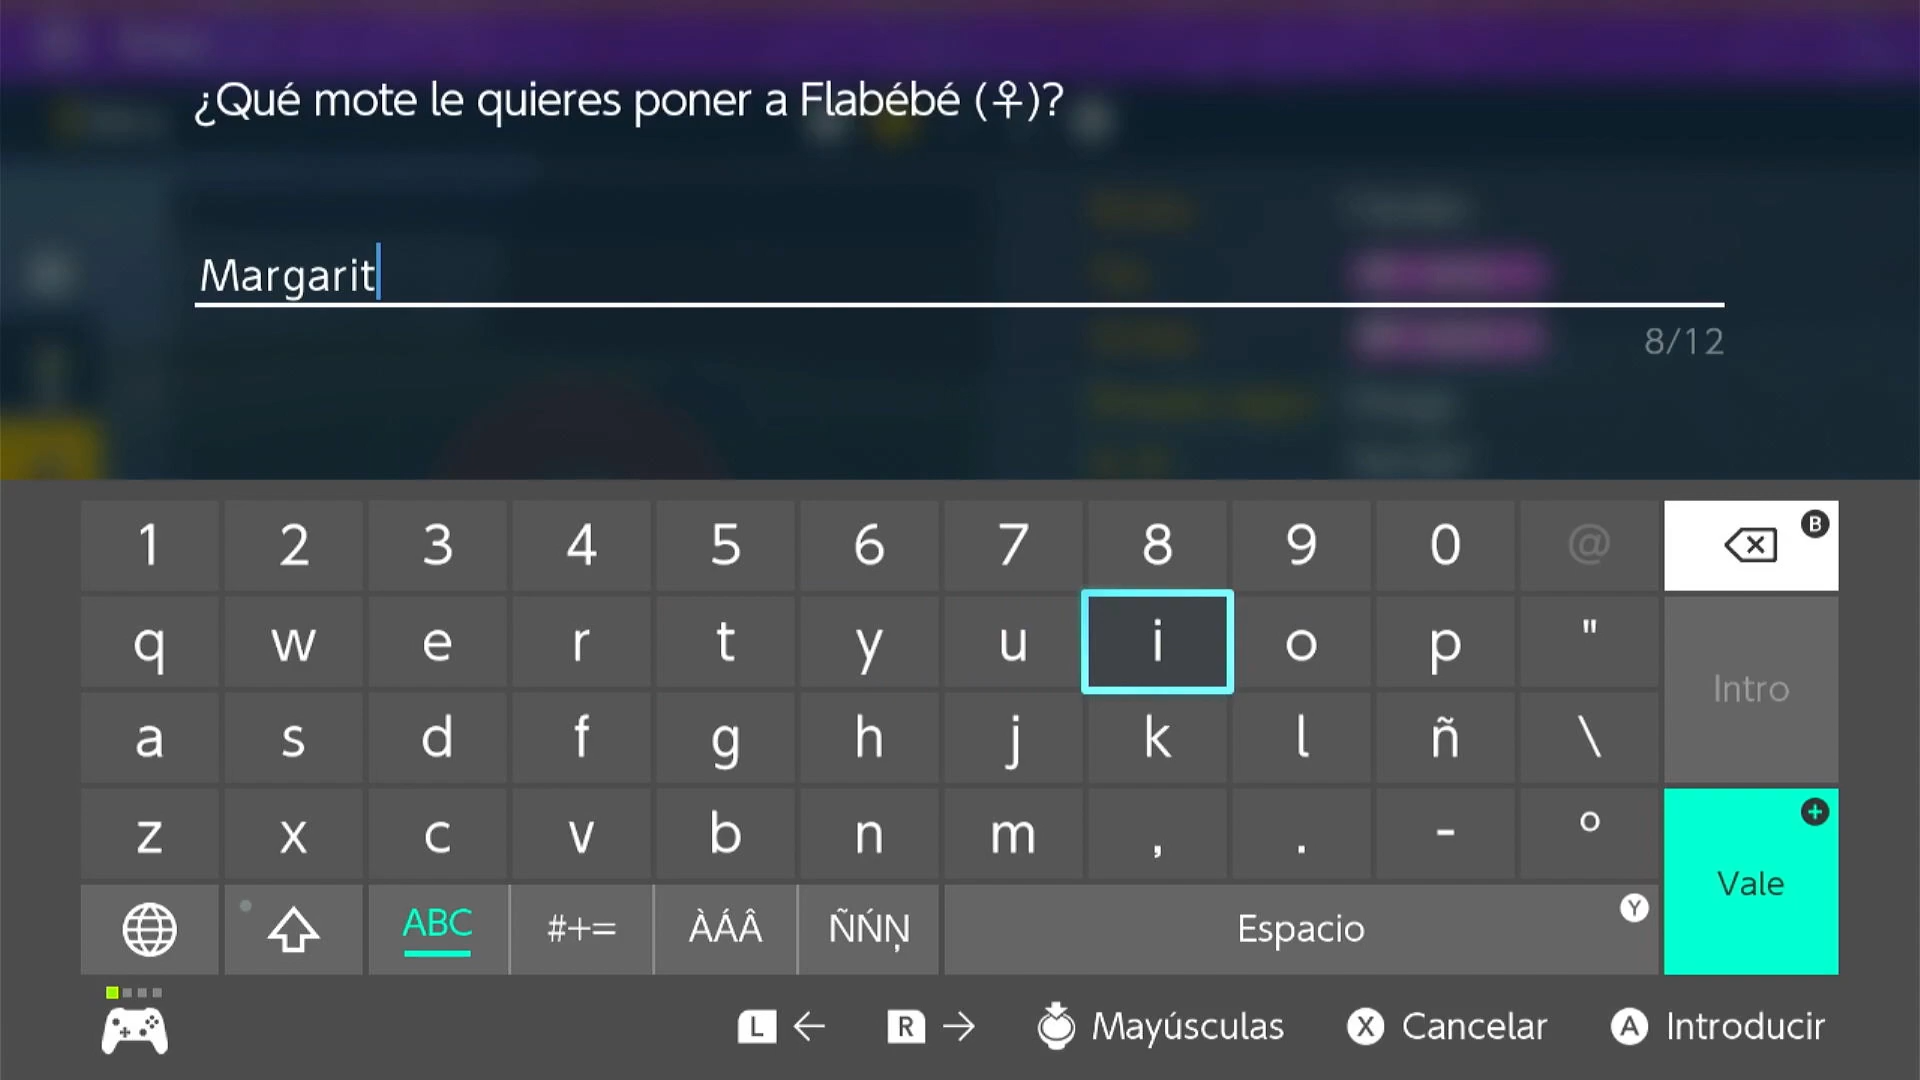 ¿Qué mote le quieres poner a Flabébé (♀)?
Margarit
8/12
1 2 3 4 5 6 7 8 9 0 @ B
q w e r t y u i o p "
Intro
a s d f g h j k l ñ \
z x c v b n m , . - º +
Vale
ABC #+= ÀÁÂ ÑŃŅ Espacio Y
L ← R → Mayúsculas X Cancelar A Introducir